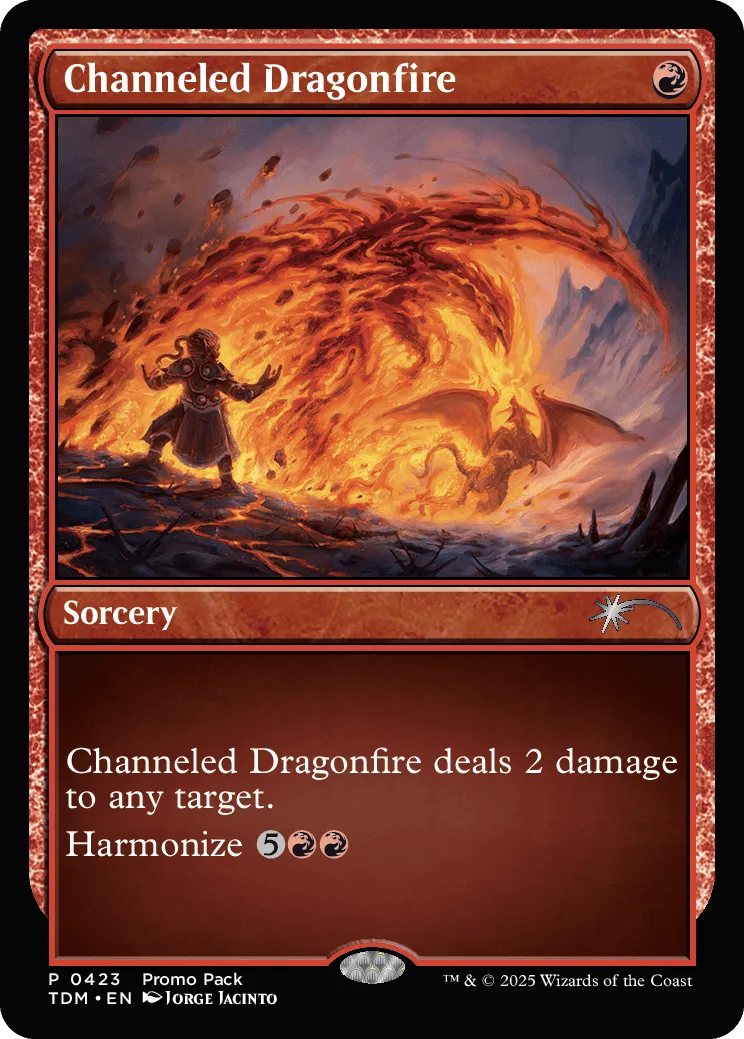 Channeled Dragonfire
Sorcery
Channeled Dragonfire deals 2 damage
to any target.
Harmonize 5
P 0423 Promo Pack
TDM • EN Jorge Jacinto
™ & © 2025 Wizards of the Coast